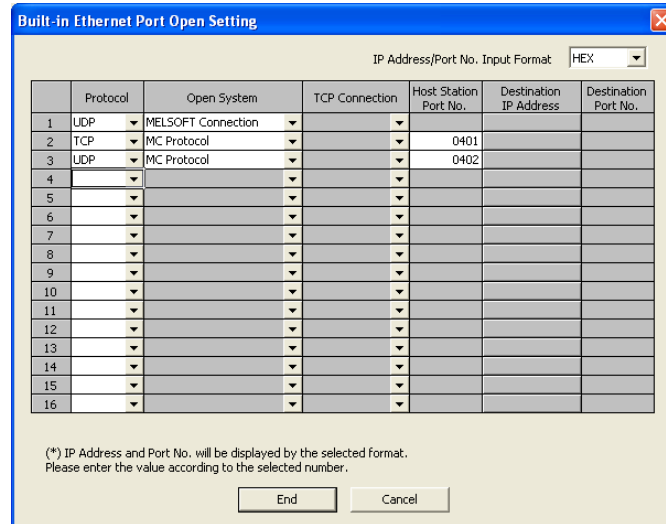 Built-in Ethernet Port Open Setting
IP Address/Port No. Input Format HEX
Protocol Open System TCP Connection Host Station Port No. Destination IP Address Destination Port No.
1 UDP MELSOFT Connection
2 TCP MC Protocol 0401
3 UDP MC Protocol 0402
4
5
6
7
8
9
10
11
12
13
14
15
16
(*) IP Address and Port No. will be displayed by the selected format.
Please enter the value according to the selected number.
End Cancel